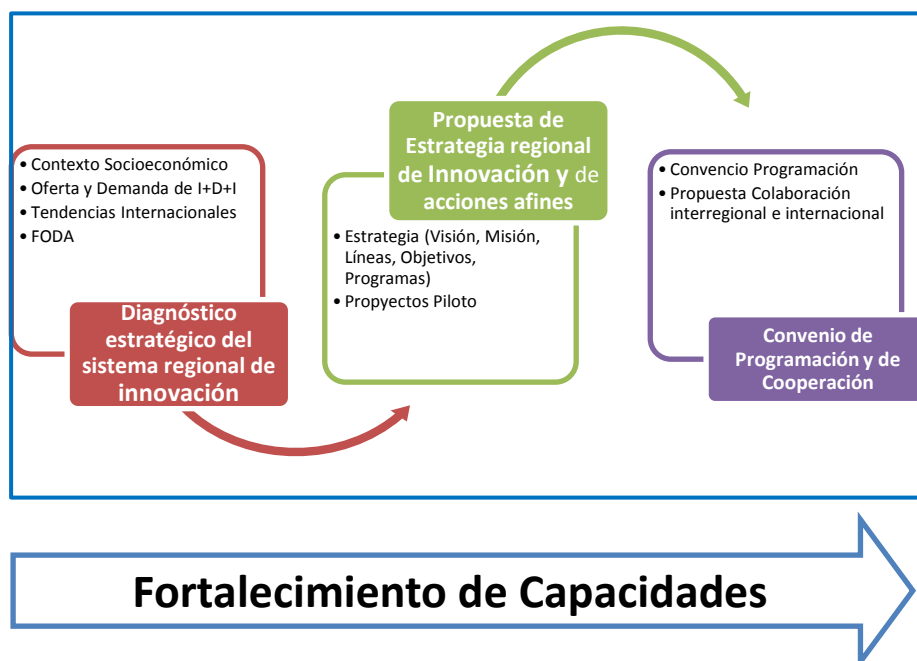 • Contexto Socioeconómico
• Oferta y Demanda de I+D+I
• Tendencias Internacionales
• FODA
Diagnóstico
estratégico del
sistema regional de
innovación
Propuesta de
Estrategia regional
de Innovación y de
acciones afines
• Estrategia (Visión, Misión,
Líneas, Objetivos,
Programas)
• Propyectos Piloto
• Convencio Programación
• Propuesta Colaboración
interregional e internacional
Convenio de
Programación y de
Cooperación
Fortalecimiento de Capacidades